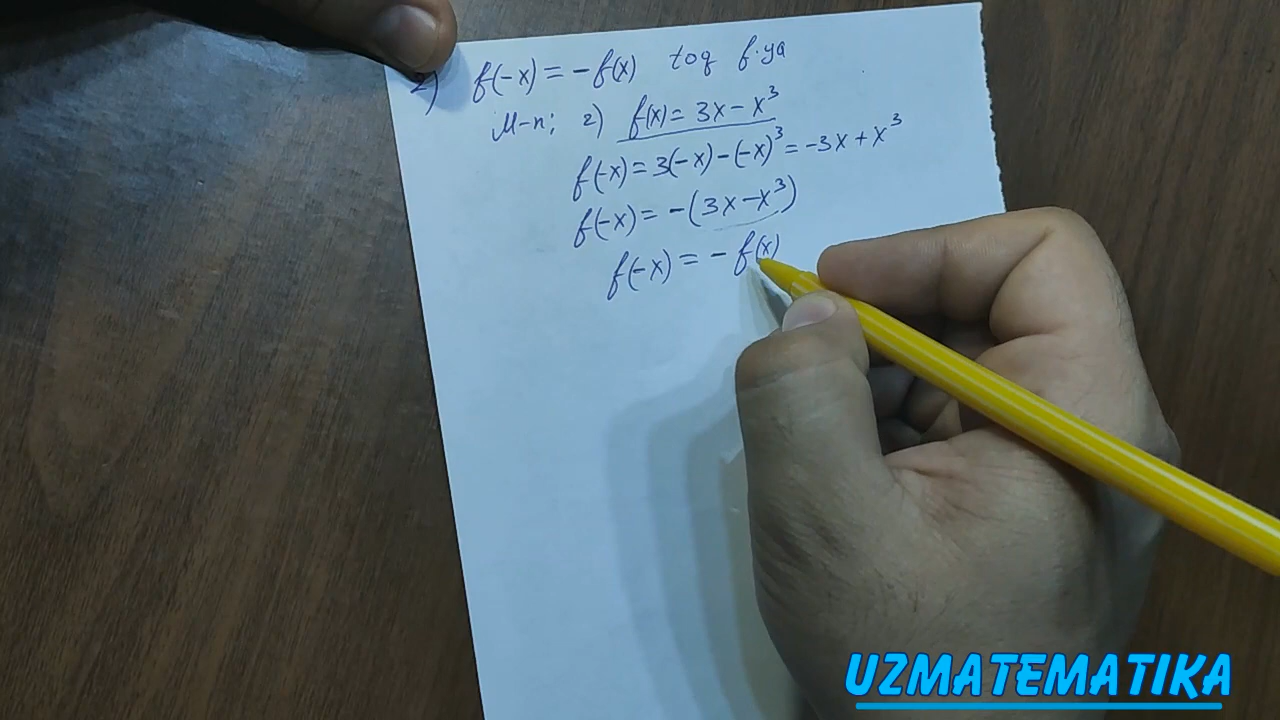 2) f(-x) = -f(x) toq f-ya
M-n; 2) f(x) = 3x - x³
f(-x) = 3(-x) - (-x)³ = -3x + x³
f(-x) = -(3x - x³)
f(-x) = - f(x)
UZMATEMATIKA